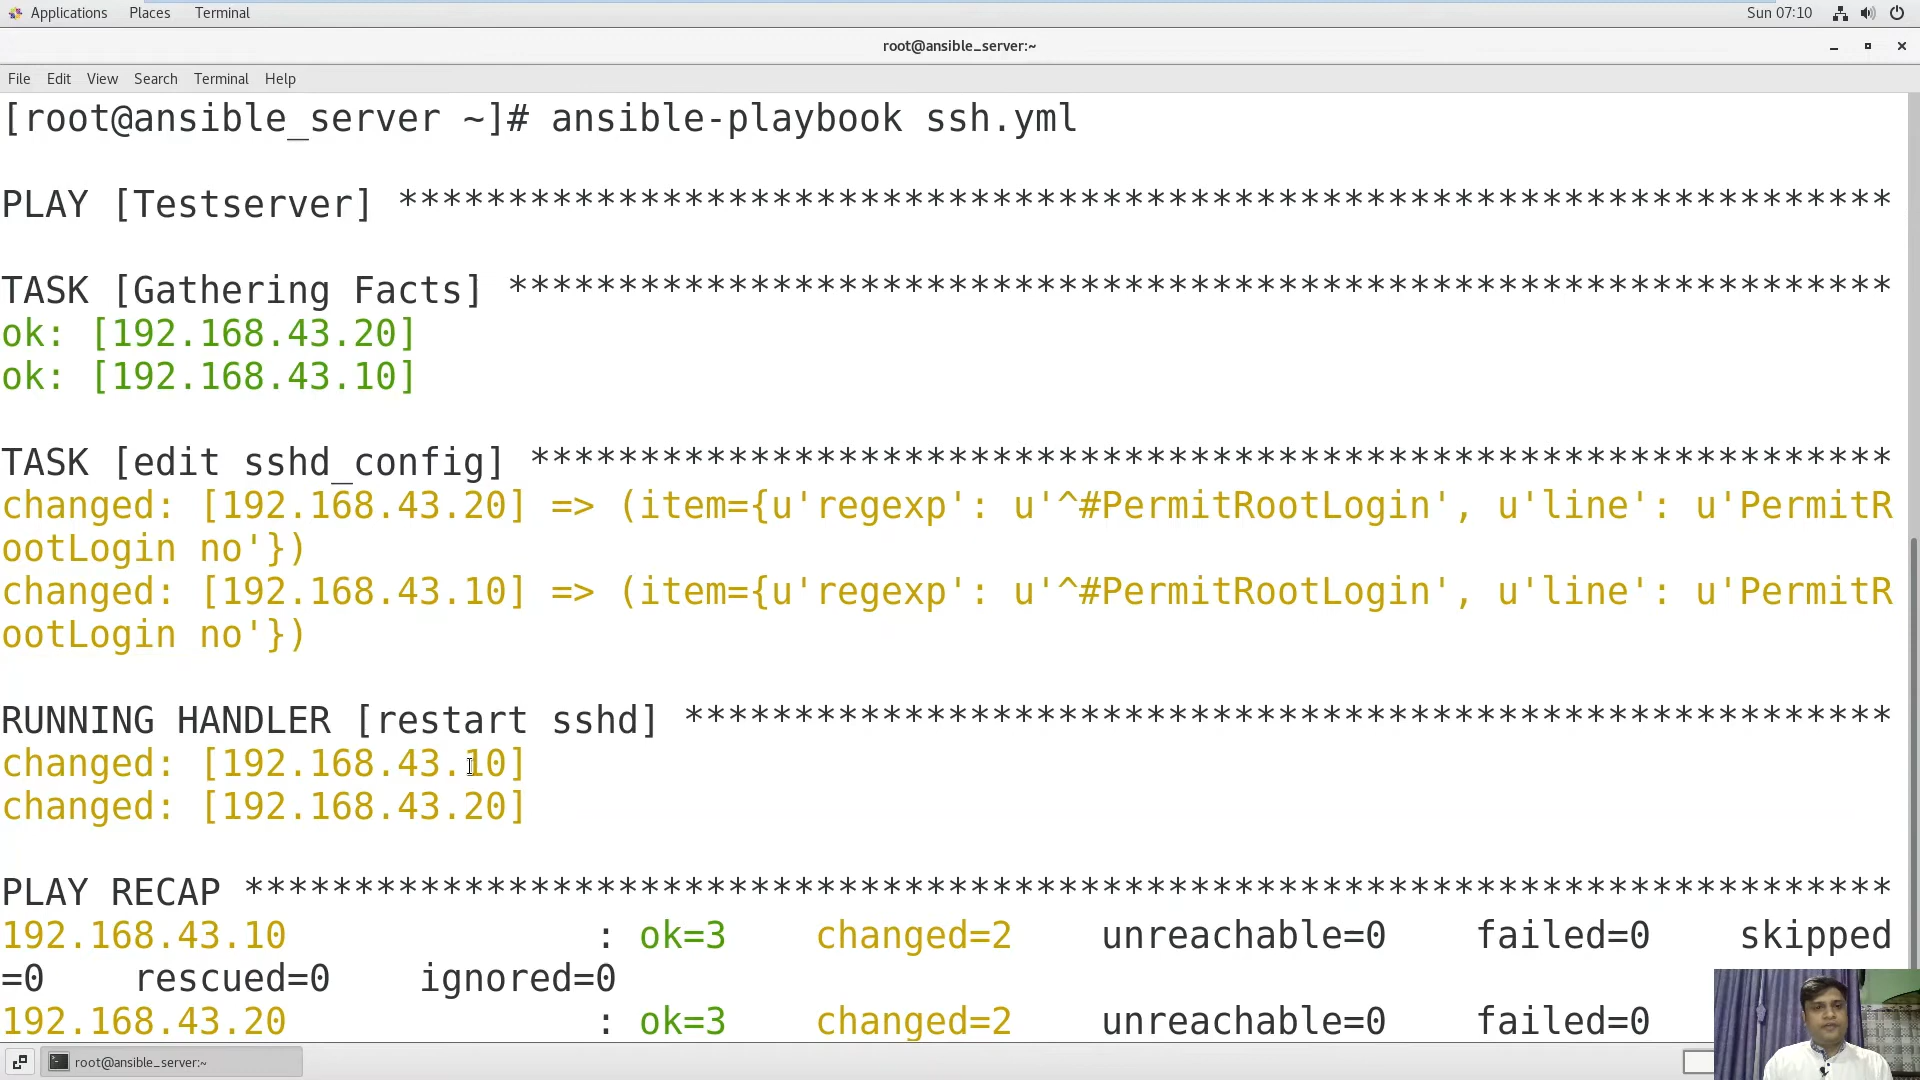 Applications Places Terminal Sun 07:10
root@ansible_server:~
File Edit View Search Terminal Help
[root@ansible_server ~]# ansible-playbook ssh.yml
PLAY [Testserver] ********************************************************************
TASK [Gathering Facts] ***************************************************************
ok: [192.168.43.20]
ok: [192.168.43.10]
TASK [edit sshd_config] **************************************************************
changed: [192.168.43.20] => (item={u'regexp': u'^#PermitRootLogin', u'line': u'PermitR
ootLogin no'})
changed: [192.168.43.10] => (item={u'regexp': u'^#PermitRootLogin', u'line': u'PermitR
ootLogin no'})
RUNNING HANDLER [restart sshd] *******************************************************
changed: [192.168.43.10]
changed: [192.168.43.20]
PLAY RECAP ***************************************************************************
192.168.43.10 : ok=3 changed=2 unreachable=0 failed=0 skipped
=0 rescued=0 ignored=0
192.168.43.20 : ok=3 changed=2 unreachable=0 failed=0
root@ansible_server:~